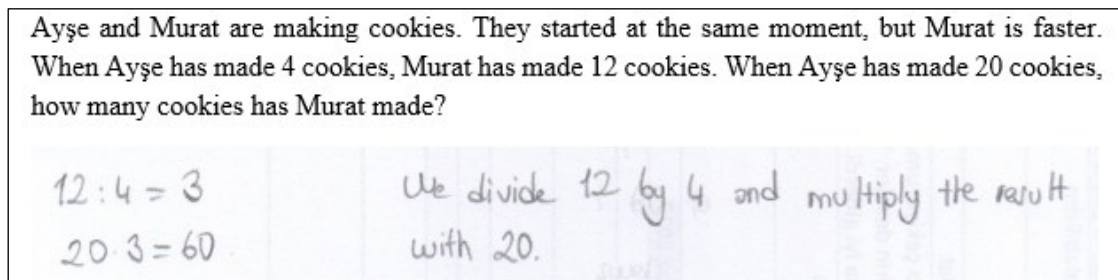 Ayşe and Murat are making cookies. They started at the same moment, but Murat is faster.
When Ayşe has made 4 cookies, Murat has made 12 cookies. When Ayşe has made 20 cookies,
how many cookies has Murat made?
12:4=3 We divide 12 by 4 and multiply the result
20·3=60 with 20.